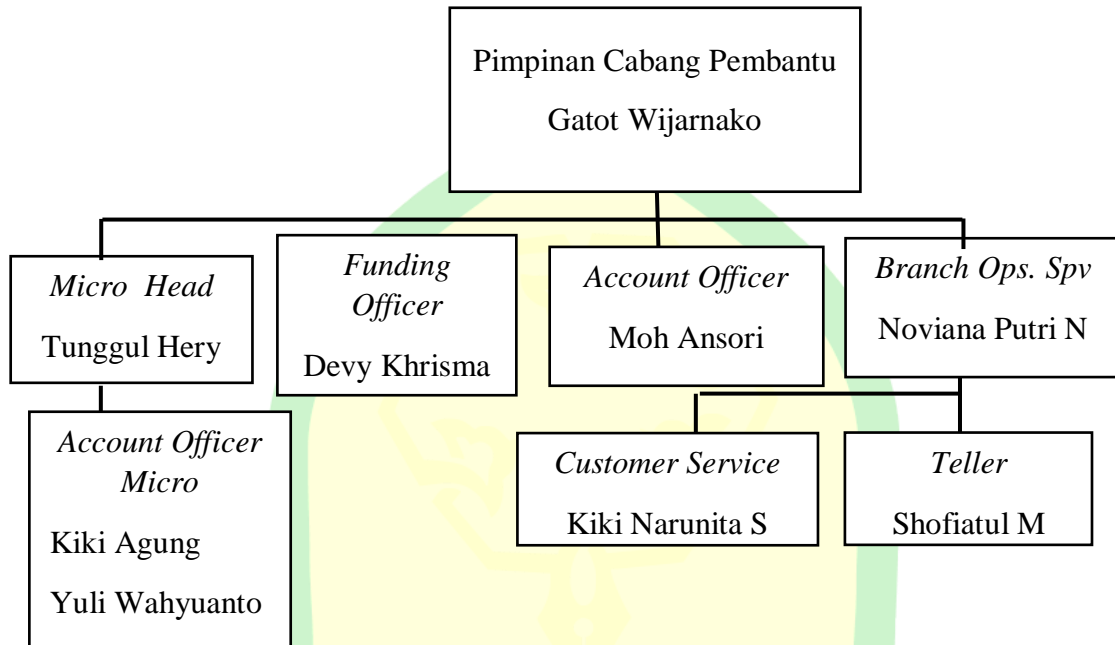 Pimpinan Cabang Pembantu
Gatot Wijarnako
Micro Head
Tunggul Hery
Funding
Officer
Devy Khrisma
Account Officer
Moh Ansori
Branch Ops. Spv
Noviana Putri N
Account Officer
Micro
Kiki Agung
Yuli Wahyuanto
Customer Service
Kiki Narunita S
Teller
Shofiatul M